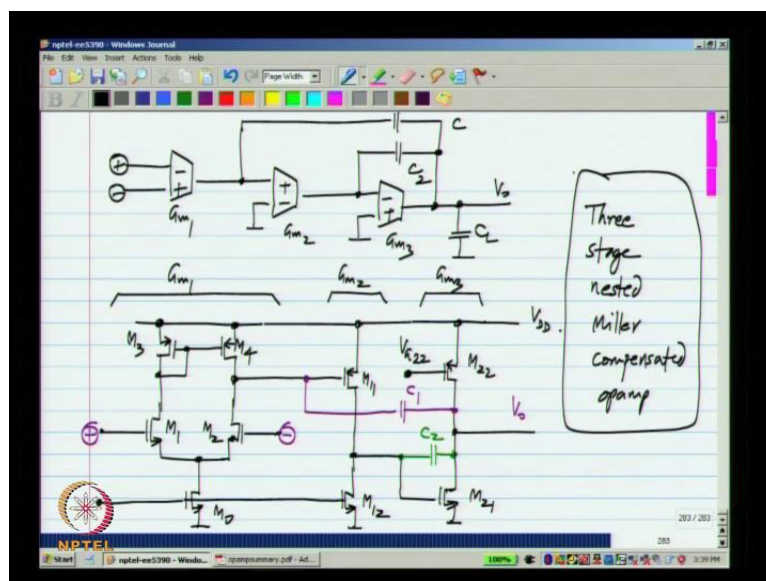 nptel-ee5390 - Windows Journal
File Edit View Insert Actions Tools Help
Page Width
B I
C
C2
+
-
Gm1
-
+
Gm2
+
-
Gm3
-
+
Vo
CL
Three
stage
nested
Miller
compensated
opamp
Gm1
Gm2
Gm3
VDD
M3
M4
M11
VG22
M22
C1
Vo
+
M1
M2
-
C2
M0
M12
M21
NPTEL
283 / 283
283
Start
nptel-ee5390 - Windo...
opampsummary.pdf - Ad...
100%
3:39 PM